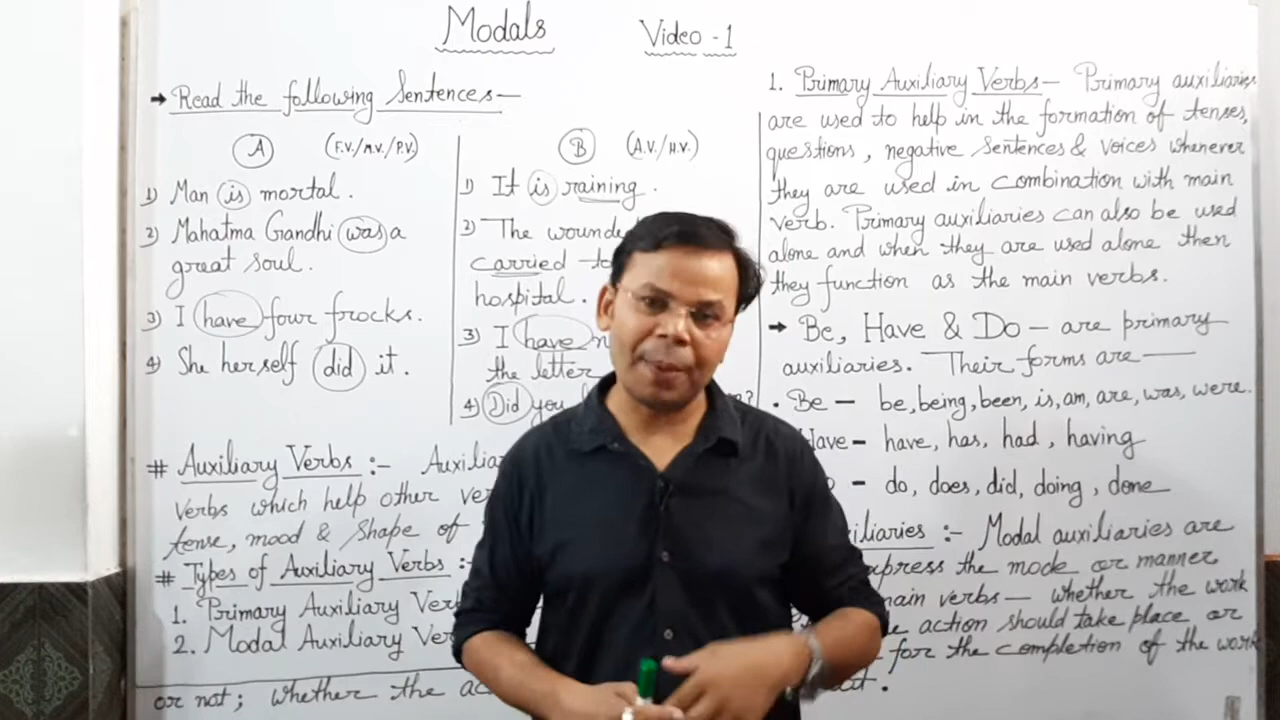 Modals Video - 1
→ Read the following Sentences —
A (F.V./M.V./P.V.)
1) Man is mortal.
2) Mahatma Gandhi was a
great soul.
3) I have four frocks.
4) She herself did it.
B (A.V./H.V.)
1) It is raining.
2) The
carried to
hospital.
3) I have
the letter
4) Did you ?
# Auxiliary Verbs :-
verbs which help other
tense, mood & shape of
# Types of Auxiliary Verbs :-
1. Primary Auxiliary
2. Modal Auxiliary
1. Primary Auxiliary Verbs — Primary auxiliaries
are used to help in the formation of tenses,
questions, negative sentences & voices whenever
they are used in combination with main
verb. Primary auxiliaries can also be used
alone and when they are used alone then
they function as the main verbs.
→ Be, Have & Do — are primary
auxiliaries. Their forms are —
• Be — be, being, been, is, am, are, was, were.
Have — have, has, had, having
— do, does, did, doing, done
:- Modal auxiliaries are
the mode or manner
main verbs — whether the work
action should take place or
for the completion of the work
or not; whether the